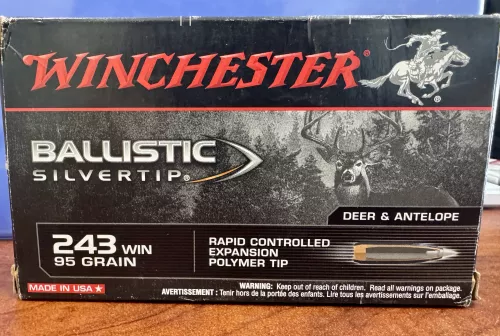 WINCHESTER®
BALLISTIC
SILVERTIP®
DEER & ANTELOPE
243 WIN
95 GRAIN
RAPID CONTROLLED
EXPANSION
POLYMER TIP
MADE IN USA
WARNING: Keep out of reach of children. Read all warnings on package.
AVERTISSEMENT : Tenir hors de la portée des enfants. Lire tous les avertissements sur l'emballage.